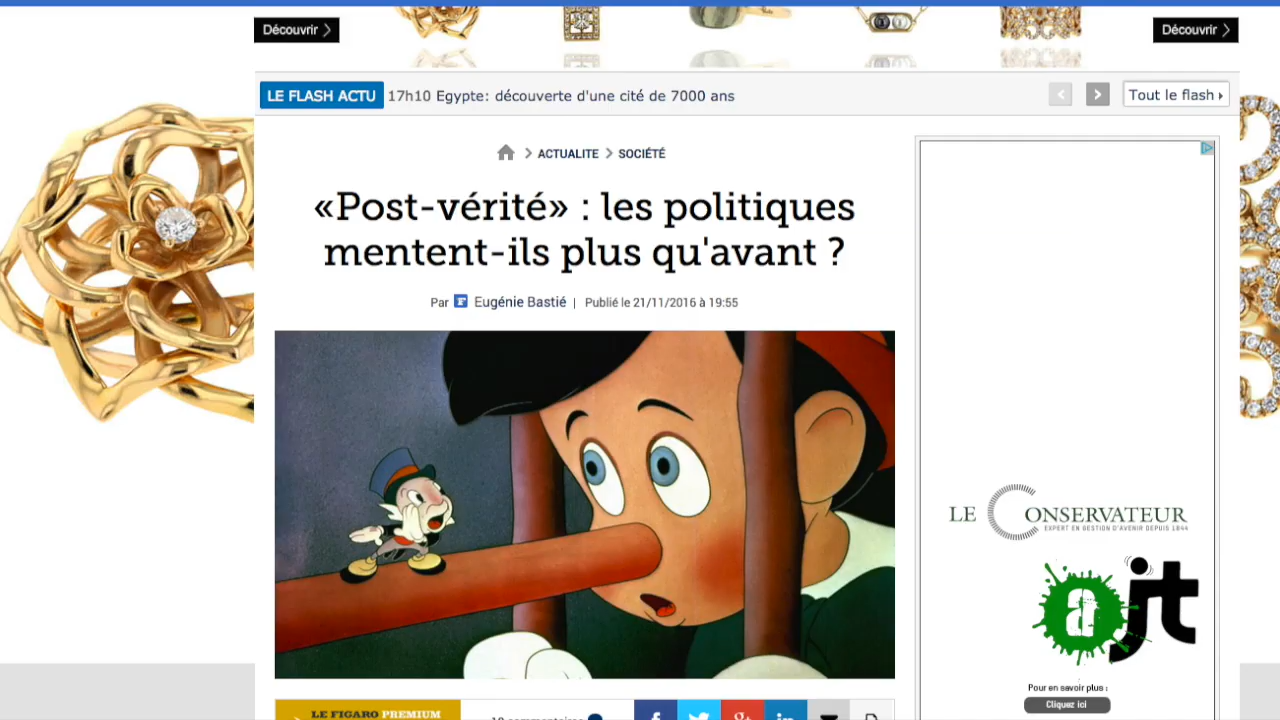 Découvrir
Découvrir
LE FLASH ACTU 17h10 Egypte: découverte d'une cité de 7000 ans
Tout le flash
ACTUALITE > SOCIÉTÉ
«Post-vérité» : les politiques
mentent-ils plus qu'avant ?
Par Eugénie Bastié | Publié le 21/11/2016 à 19:55
LE CONSERVATEUR
EXPERT EN GESTION D'AVENIR DEPUIS 1844
ajt
Pour en savoir plus :
Cliquez ici
LE FIGARO PREMIUM
commentaires